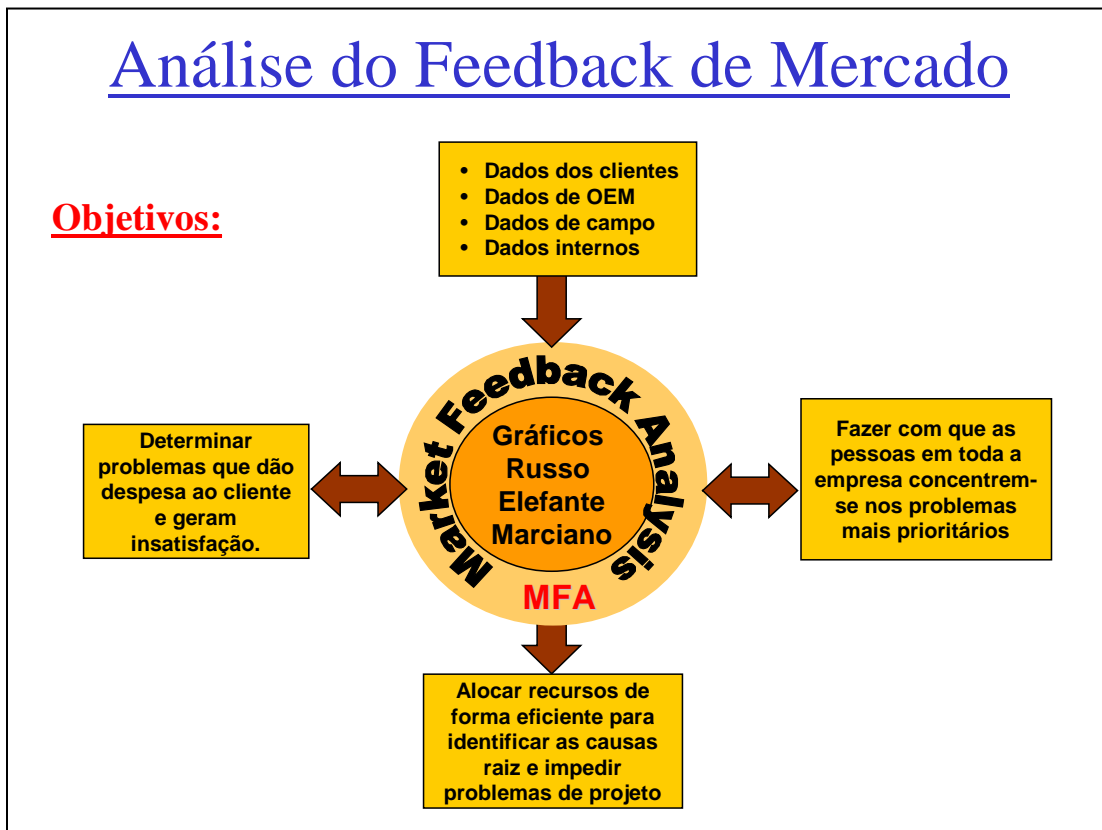 Análise do Feedback de Mercado
Objetivos:
• Dados dos clientes
• Dados de OEM
• Dados de campo
• Dados internos
Determinar
problemas que dão
despesa ao cliente
e geram
insatisfação.
Market Feedback Analysis
Gráficos
Russo
Elefante
Marciano
MFA
Fazer com que as
pessoas em toda a
empresa concentrem-
se nos problemas
mais prioritários
Alocar recursos de
forma eficiente para
identificar as causas
raiz e impedir
problemas de projeto